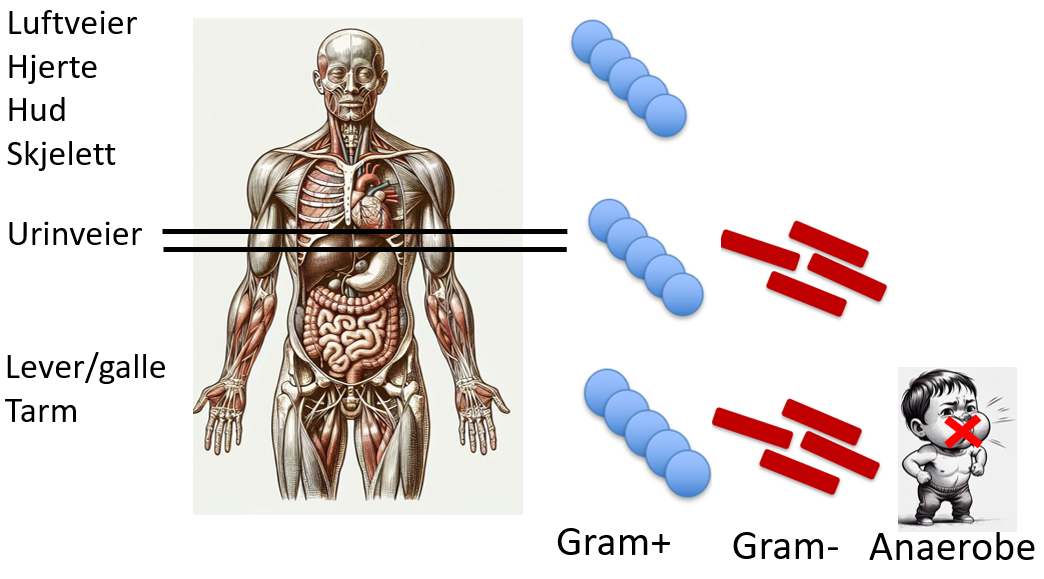 Luftveier
Hjerte
Hud
Skjelett
Urinveier
Lever/galle
Tarm
Gram+
Gram-
Anaerobe